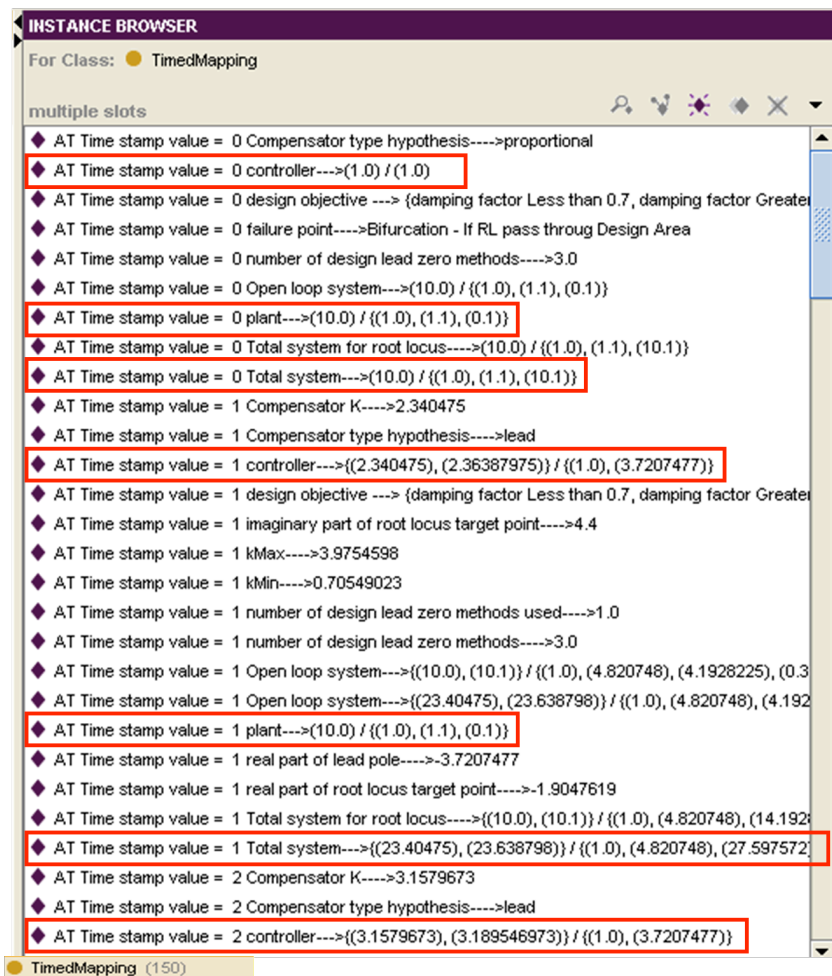 INSTANCE BROWSER
For Class: TimedMapping
multiple slots
AT Time stamp value = 0 Compensator type hypothesis---->proportional
AT Time stamp value = 0 controller--->(1.0) / (1.0)
AT Time stamp value = 0 design objective ---> {damping factor Less than 0.7, damping factor Greater
AT Time stamp value = 0 failure point---->Bifurcation - If RL pass throug Design Area
AT Time stamp value = 0 number of design lead zero methods---->3.0
AT Time stamp value = 0 Open loop system--->(10.0) / {(1.0), (1.1), (0.1)}
AT Time stamp value = 0 plant--->(10.0) / {(1.0), (1.1), (0.1)}
AT Time stamp value = 0 Total system for root locus---->(10.0) / {(1.0), (1.1), (10.1)}
AT Time stamp value = 0 Total system--->(10.0) / {(1.0), (1.1), (10.1)}
AT Time stamp value = 1 Compensator K---->2.340475
AT Time stamp value = 1 Compensator type hypothesis---->lead
AT Time stamp value = 1 controller--->{(2.340475), (2.36387975)} / {(1.0), (3.7207477)}
AT Time stamp value = 1 design objective ---> {damping factor Less than 0.7, damping factor Greater
AT Time stamp value = 1 imaginary part of root locus target point---->4.4
AT Time stamp value = 1 kMax---->3.9754598
AT Time stamp value = 1 kMin---->0.70549023
AT Time stamp value = 1 number of design lead zero methods used---->1.0
AT Time stamp value = 1 number of design lead zero methods---->3.0
AT Time stamp value = 1 Open loop system--->{(10.0), (10.1)} / {(1.0), (4.820748), (4.1928225), (0.3
AT Time stamp value = 1 Open loop system--->{(23.40475), (23.638798)} / {(1.0), (4.820748), (4.192
AT Time stamp value = 1 plant--->(10.0) / {(1.0), (1.1), (0.1)}
AT Time stamp value = 1 real part of lead pole---->-3.7207477
AT Time stamp value = 1 real part of root locus target point---->-1.9047619
AT Time stamp value = 1 Total system for root locus---->{(10.0), (10.1)} / {(1.0), (4.820748), (14.192
AT Time stamp value = 1 Total system--->{(23.40475), (23.638798)} / {(1.0), (4.820748), (27.597572)
AT Time stamp value = 2 Compensator K---->3.1579673
AT Time stamp value = 2 Compensator type hypothesis---->lead
AT Time stamp value = 2 controller--->{(3.1579673), (3.189546973)} / {(1.0), (3.7207477)}
TimedMapping (150)